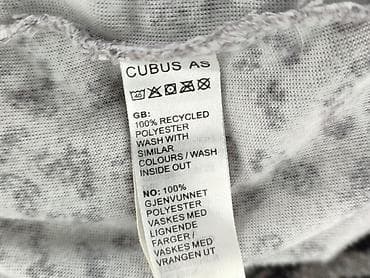 CUBUS AS
GB:
100% RECYCLED
POLYESTER
WASH WITH
SIMILAR
COLOURS / WASH
INSIDE OUT
NO: 100%
GJENVUNNET
POLYESTER
VASKES MED
LIGNENDE
FARGER /
VASKES MED
VRANGEN UT